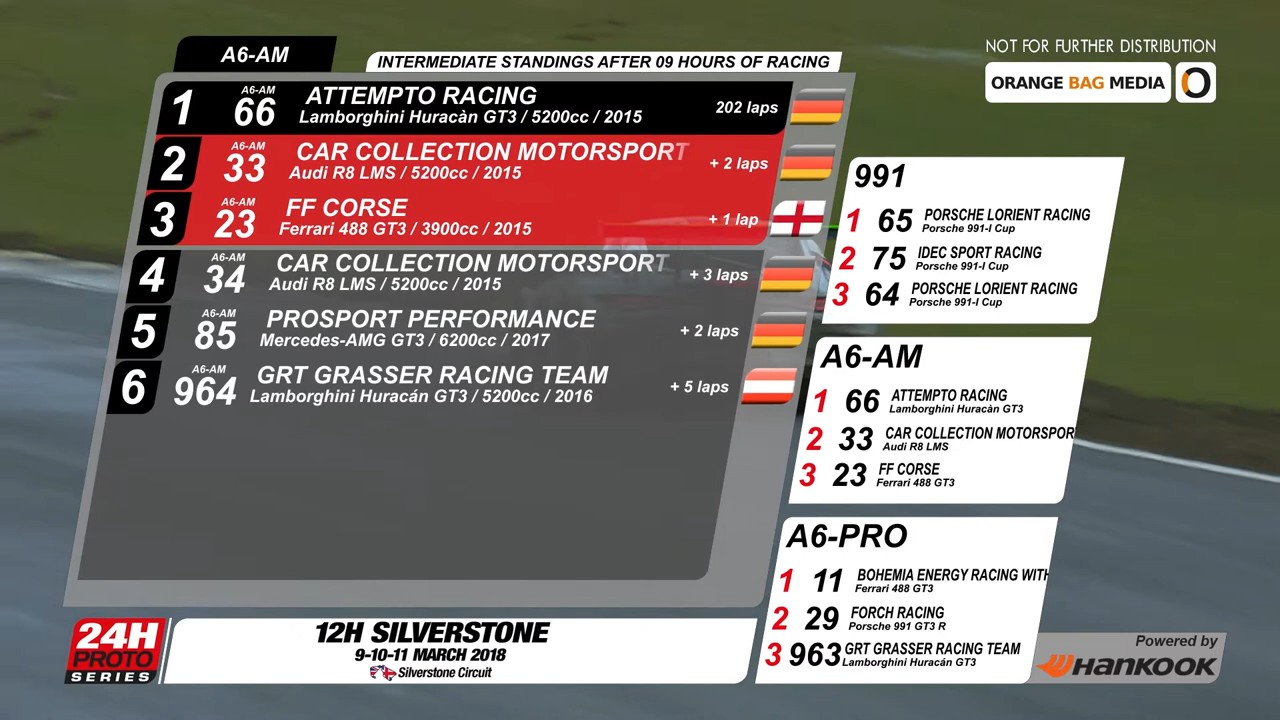 A6-AM
INTERMEDIATE STANDINGS AFTER 09 HOURS OF RACING
NOT FOR FURTHER DISTRIBUTION
ORANGE BAG MEDIA
1 A6-AM 66 ATTEMPTO RACING 202 laps
Lamborghini Huracàn GT3 / 5200cc / 2015
2 A6-AM 33 CAR COLLECTION MOTORSPORT + 2 laps
Audi R8 LMS / 5200cc / 2015
3 A6-AM 23 FF CORSE + 1 lap
Ferrari 488 GT3 / 3900cc / 2015
4 A6-AM 34 CAR COLLECTION MOTORSPORT + 3 laps
Audi R8 LMS / 5200cc / 2015
5 A6-AM 85 PROSPORT PERFORMANCE + 2 laps
Mercedes-AMG GT3 / 6200cc / 2017
6 A6-AM 964 GRT GRASSER RACING TEAM + 5 laps
Lamborghini Huracán GT3 / 5200cc / 2016
991
1 65 PORSCHE LORIENT RACING
Porsche 991-I Cup
2 75 IDEC SPORT RACING
Porsche 991-I Cup
3 64 PORSCHE LORIENT RACING
Porsche 991-I Cup
A6-AM
1 66 ATTEMPTO RACING
Lamborghini Huracàn GT3
2 33 CAR COLLECTION MOTORSPOR
Audi R8 LMS
3 23 FF CORSE
Ferrari 488 GT3
A6-PRO
1 11 BOHEMIA ENERGY RACING WITH
Ferrari 488 GT3
2 29 FORCH RACING
Porsche 991 GT3 R
3 963 GRT GRASSER RACING TEAM
Lamborghini Huracán GT3
24H
PROTO
SERIES
12H SILVERSTONE
9-10-11 MARCH 2018
Silverstone Circuit
Powered by
HANKOOK